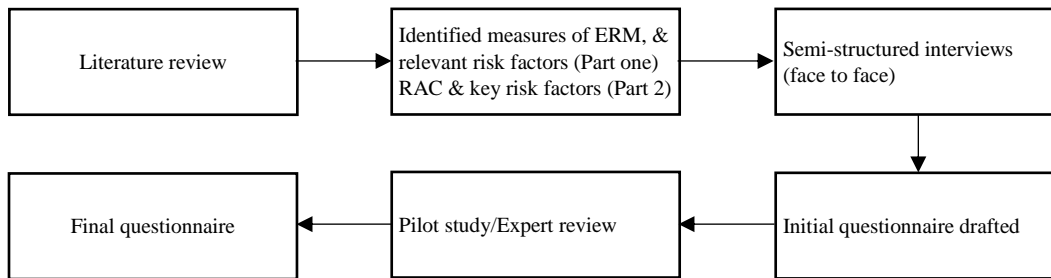 Literature review
Identified measures of ERM, &
relevant risk factors (Part one)
RAC & key risk factors (Part 2)
Semi-structured interviews
(face to face)
Initial questionnaire drafted
Pilot study/Expert review
Final questionnaire